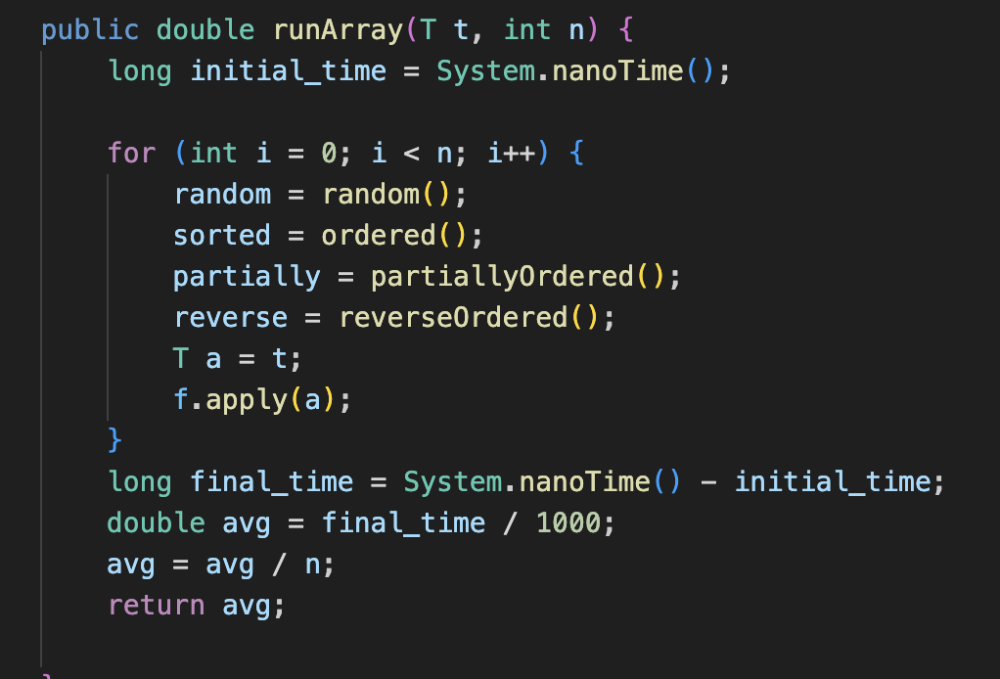 public double runArray(T t, int n) {
long initial_time = System.nanoTime();
for (int i = 0; i < n; i++) {
random = random();
sorted = ordered();
partially = partiallyOrdered();
reverse = reverseOrdered();
T a = t;
f.apply(a);
}
long final_time = System.nanoTime() - initial_time;
double avg = final_time / 1000;
avg = avg / n;
return avg;
}